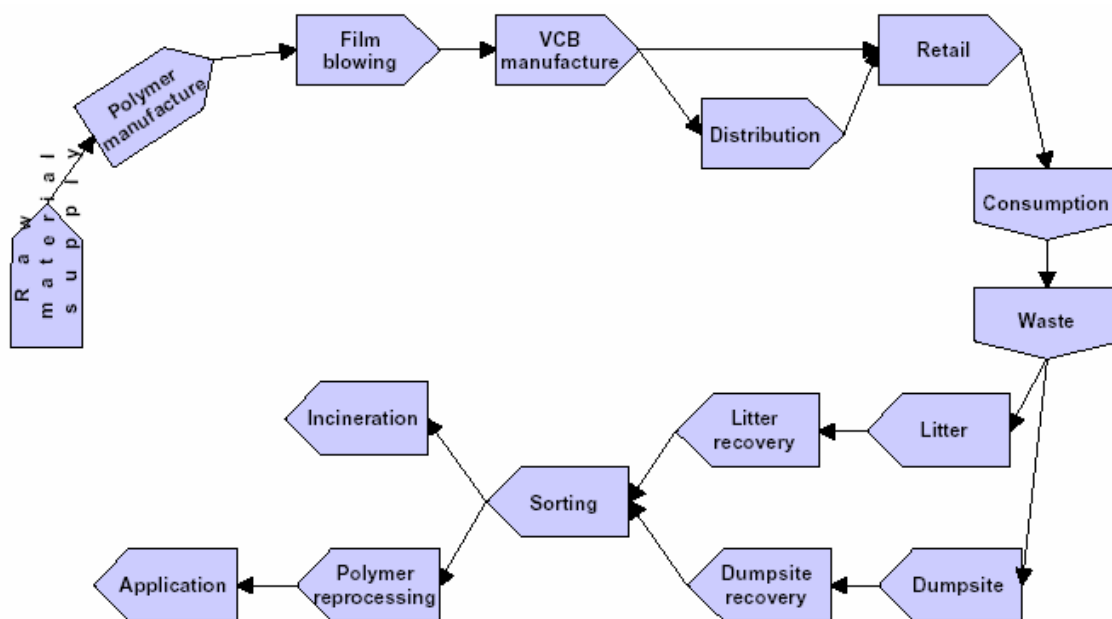 Raw
material
supply
Polymer
manufacture
Film
blowing
VCB
manufacture
Distribution
Retail
Consumption
Waste
Litter
Litter
recovery
Dumpsite
Dumpsite
recovery
Sorting
Incineration
Polymer
reprocessing
Application